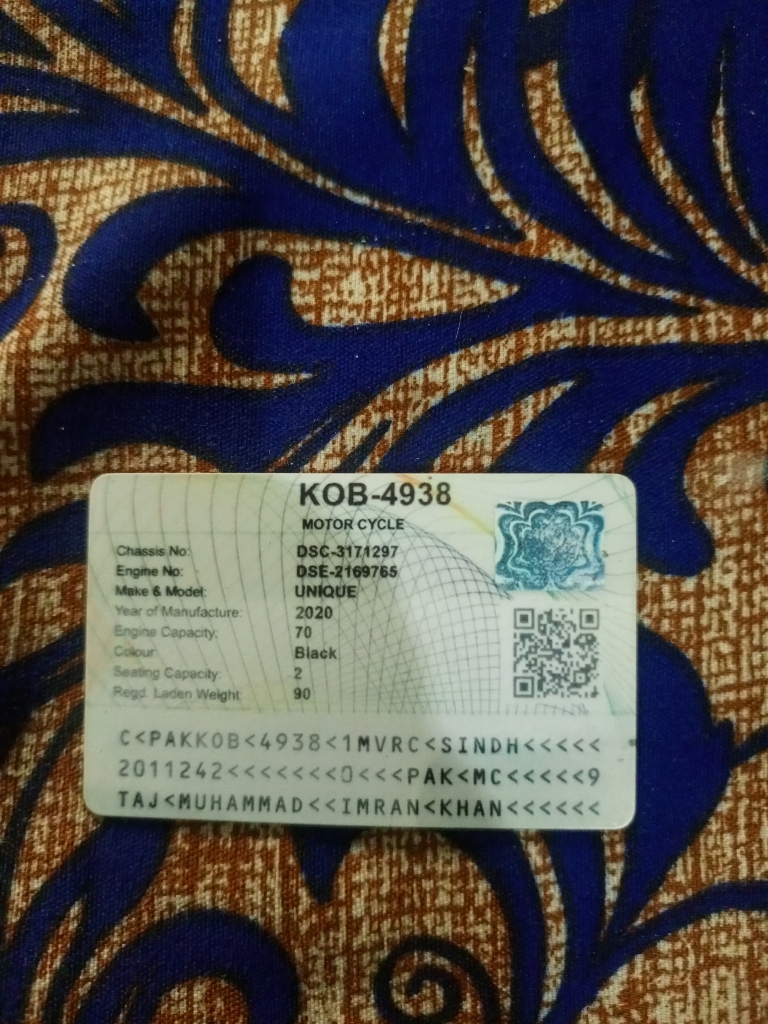 KOB-4938
MOTOR CYCLE
Chassis No: DSC-3171297
Engine No: DSE-2169765
Make & Model: UNIQUE
Year of Manufacture: 2020
Engine Capacity: 70
Colour: Black
Seating Capacity: 2
Regd. Laden Weight: 90
C<PAKKOB<4938<1MVRC<SINDH<<<<<
2011242<<<<<<<0<<<PAK<MC<<<<<9
TAJ<MUHAMMAD<<IMRAN<KHAN<<<<<<